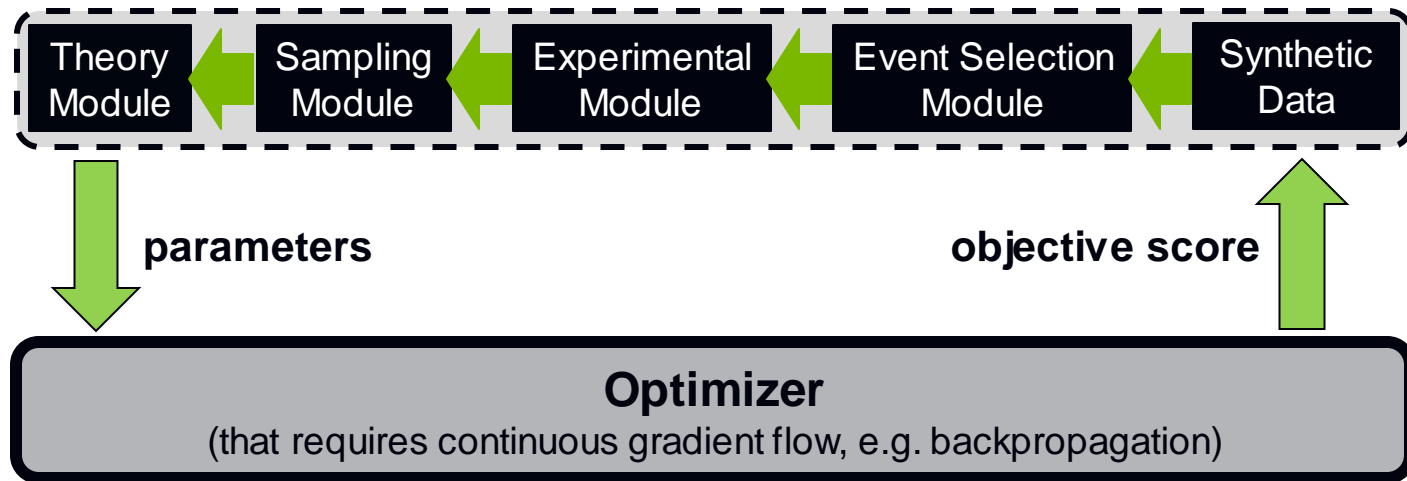 Theory
Module
Sampling
Module
Experimental
Module
Event Selection
Module
Synthetic
Data
parameters
objective score
Optimizer
(that requires continuous gradient flow, e.g. backpropagation)